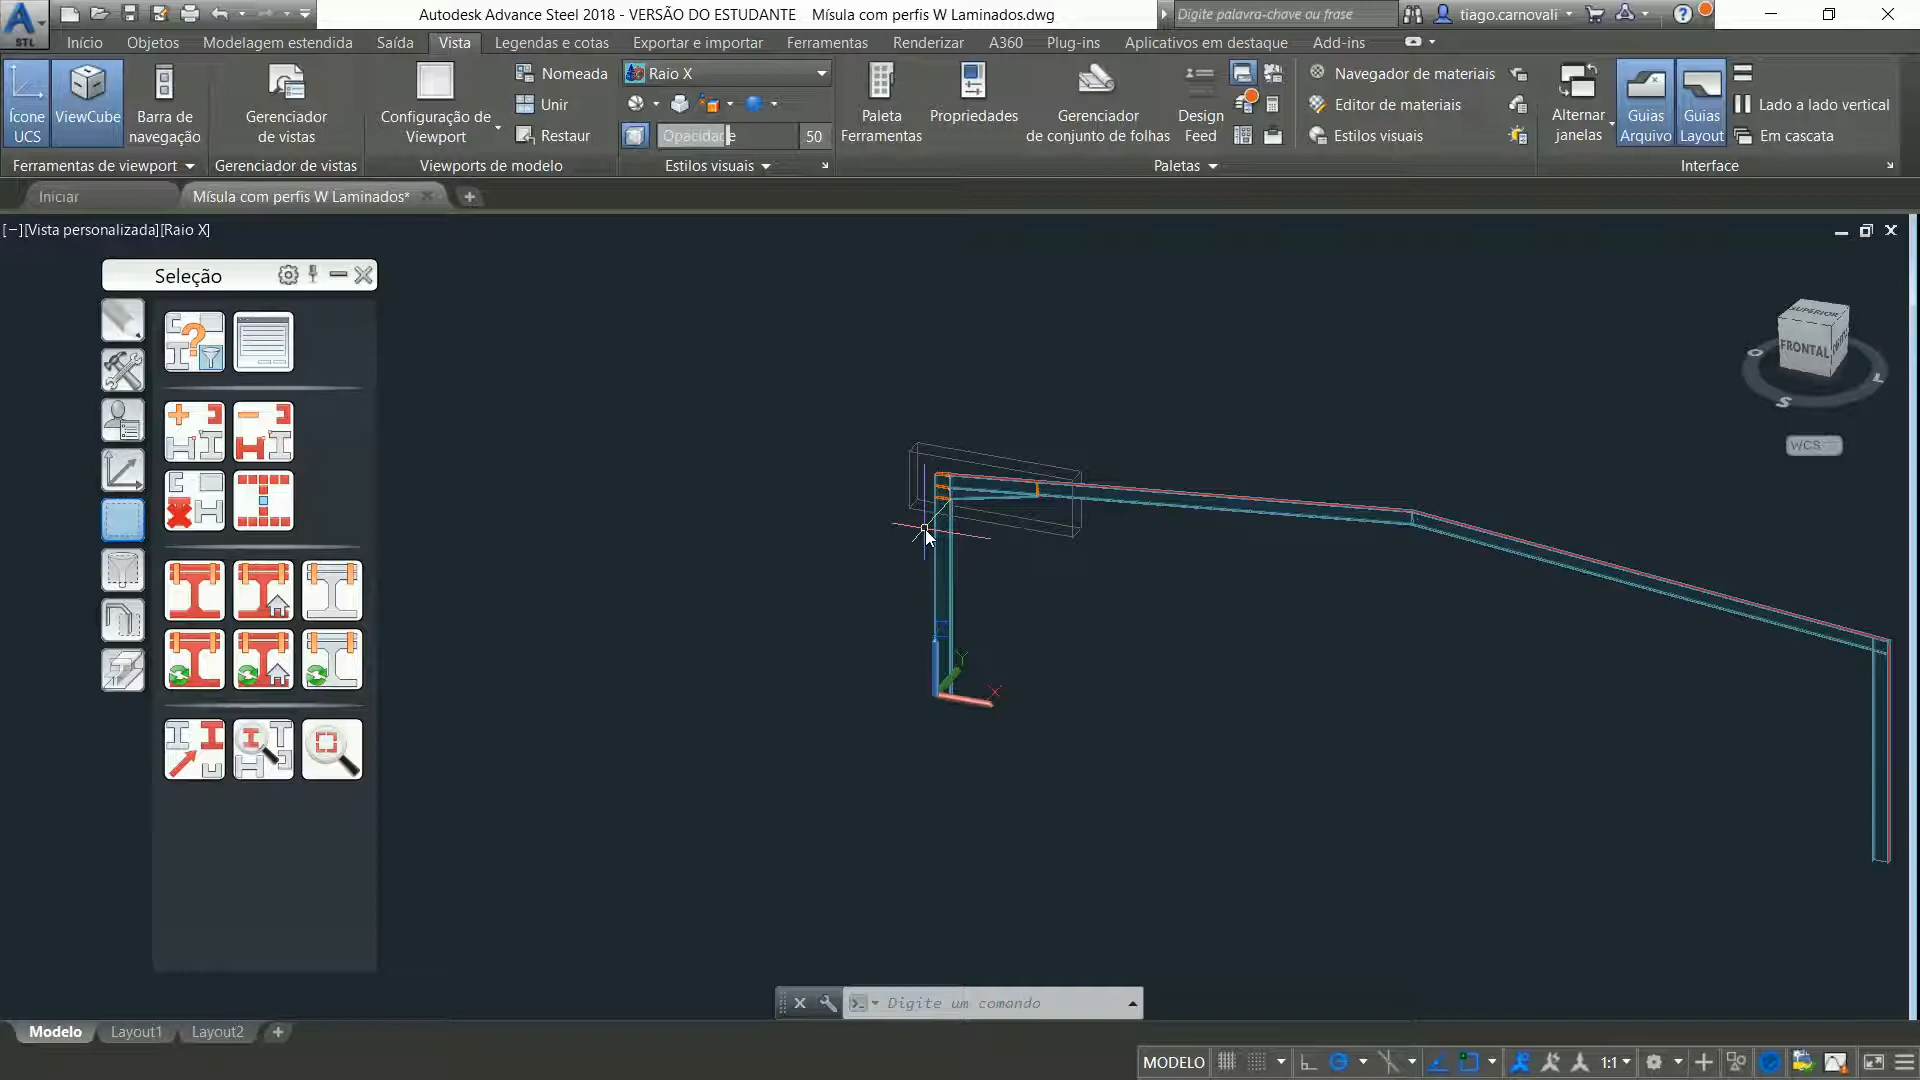 Autodesk Advance Steel 2018 - VERSÃO DO ESTUDANTE Mísula com perfis W Laminados.dwg
Digite palavra-chave ou frase
tiago.carnovali
STL
Início Objetos Modelagem estendida Saída Vista Legendas e cotas Exportar e importar Ferramentas Renderizar A360 Plug-ins Aplicativos em destaque Add-ins
Ícone UCS
ViewCube
Barra de navegação
Gerenciador de vistas
Configuração de Viewport
Nomeada
Unir
Restaur
Raio X
Opacidade 50
Paleta Ferramentas
Propriedades
Gerenciador de conjunto de folhas
Design Feed
Navegador de materiais
Editor de materiais
Estilos visuais
Alternar janelas
Guias Arquivo
Guias Layout
Lado a lado vertical
Em cascata
Ferramentas de viewport Gerenciador de vistas Viewports de modelo Estilos visuais Paletas Interface
Iniciar Mísula com perfis W Laminados*
[−][Vista personalizada][Raio X]
Seleção
SUPERIOR
FRONTAL
O
L
S
WCS
Z
Y
X
Digite um comando
Modelo Layout1 Layout2
MODELO 1:1